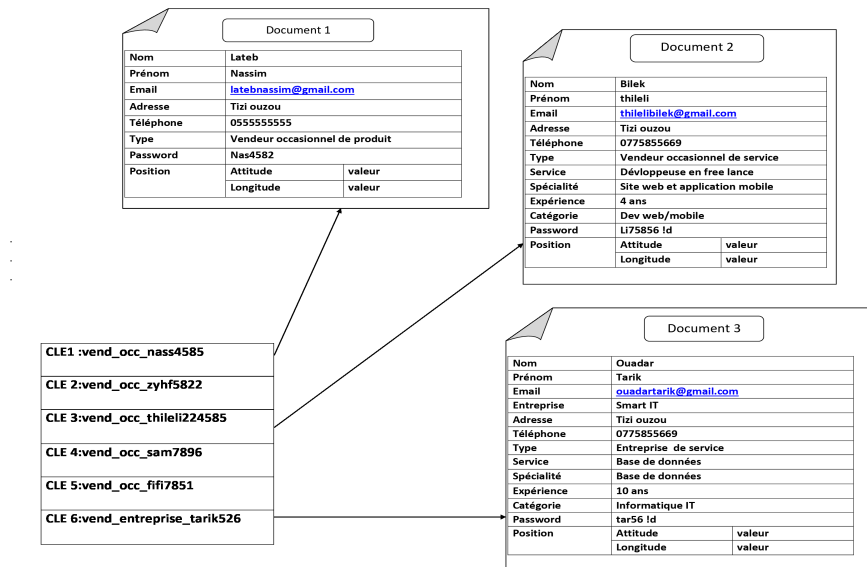 Document 1
Nom Lateb
Prénom Nassim
Email latebnassim@gmail.com
Adresse Tizi ouzou
Téléphone 0555555555
Type Vendeur occasionnel de produit
Password Nas4582
Position Attitude valeur
Longitude valeur
Document 2
Nom Bilek
Prénom thileli
Email thilelibilek@gmail.com
Adresse Tizi ouzou
Téléphone 0775855669
Type Vendeur occasionnel de service
Service Dévloppeuse en free lance
Spécialité Site web et application mobile
Expérience 4 ans
Catégorie Dev web/mobile
Password Li75856 !d
Position Attitude valeur
Longitude valeur
.
.
.
CLE1 :vend_occ_nass4585
CLE 2:vend_occ_zyhf5822
CLE 3:vend_occ_thileli224585
CLE 4:vend_occ_sam7896
CLE 5:vend_occ_fifi7851
CLE 6:vend_entreprise_tarik526
Document 3
Nom Ouadar
Prénom Tarik
Email ouadartarik@gmail.com
Entreprise Smart IT
Adresse Tizi ouzou
Téléphone 0775855669
Type Entreprise de service
Service Base de données
Spécialité Base de données
Expérience 10 ans
Catégorie Informatique IT
Password tar56 !d
Position Attitude valeur
Longitude valeur